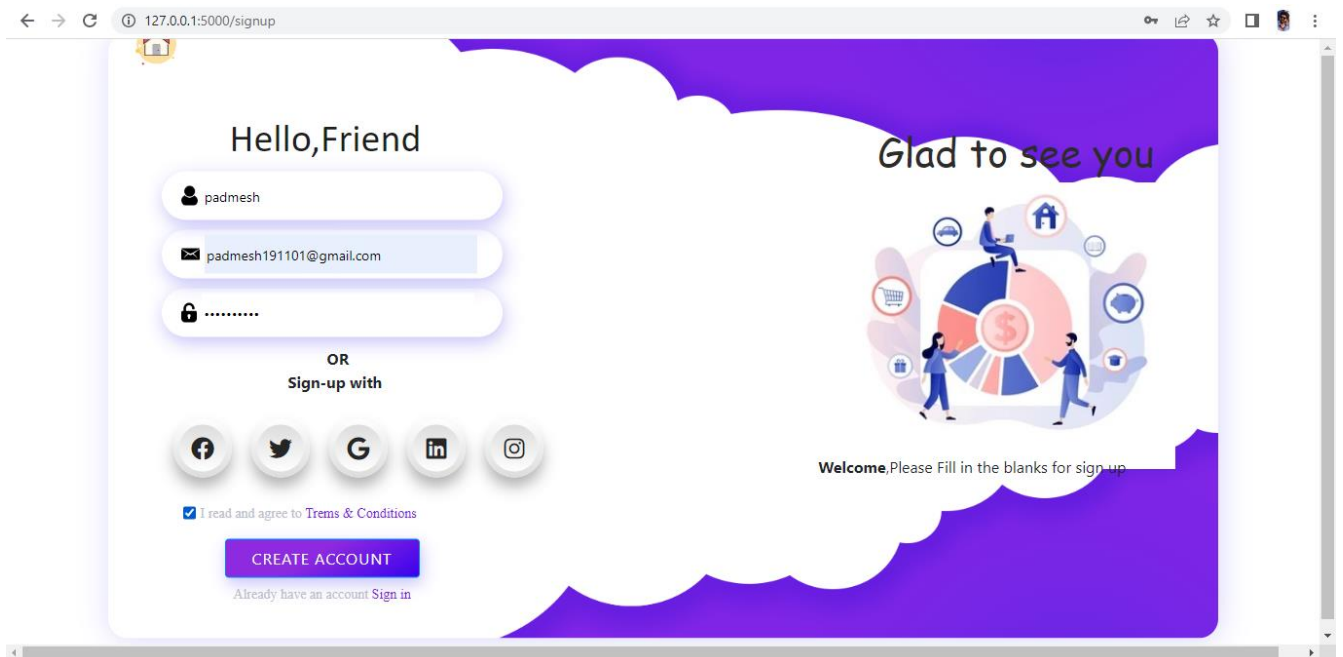 127.0.0.1:5000/signup
Hello,Friend
padmesh
padmesh191101@gmail.com
••••••••••
OR
Sign-up with
I read and agree to Trems & Conditions
CREATE ACCOUNT
Already have an account Sign in
Glad to see you
$
Welcome,Please Fill in the blanks for sign up